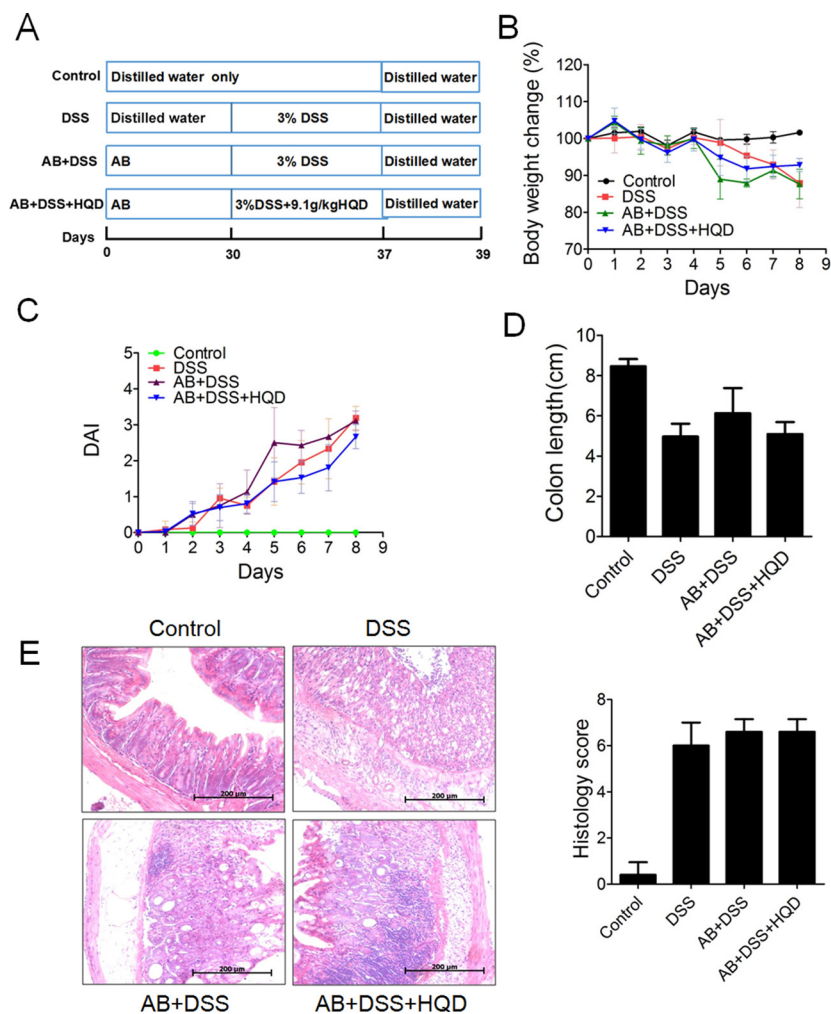 A
Control Distilled water only Distilled water
DSS Distilled water 3% DSS Distilled water
AB+DSS AB 3% DSS Distilled water
AB+DSS+HQD AB 3%DSS+9.1g/kgHQD Distilled water
Days
0 30 37 39
B
Body weight change (%)
120
110
100
90
80
70
Control
DSS
AB+DSS
AB+DSS+HQD
0 1 2 3 4 5 6 7 8 9
Days
C
DAI
5
4
3
2
1
0
Control
DSS
AB+DSS
AB+DSS+HQD
0 1 2 3 4 5 6 7 8 9
Days
D
Colon length(cm)
10
8
6
4
2
0
Control
DSS
AB+DSS
AB+DSS+HQD
E
Control DSS
200 μm
200 μm
200 μm
200 μm
AB+DSS AB+DSS+HQD
Histology score
8
6
4
2
0
Control
DSS
AB+DSS
AB+DSS+HQD